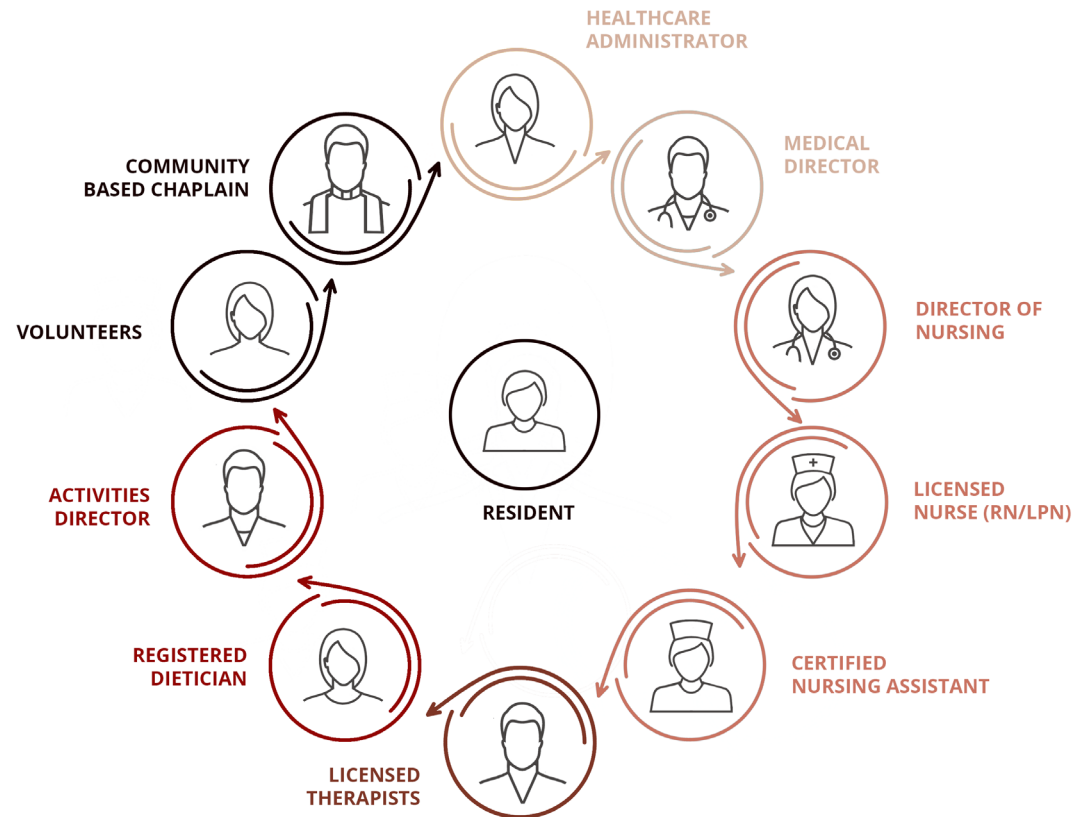 HEALTHCARE
ADMINISTRATOR
MEDICAL
DIRECTOR
DIRECTOR OF
NURSING
LICENSED
NURSE (RN/LPN)
CERTIFIED
NURSING ASSISTANT
LICENSED
THERAPISTS
REGISTERED
DIETICIAN
ACTIVITIES
DIRECTOR
VOLUNTEERS
COMMUNITY
BASED CHAPLAIN
RESIDENT